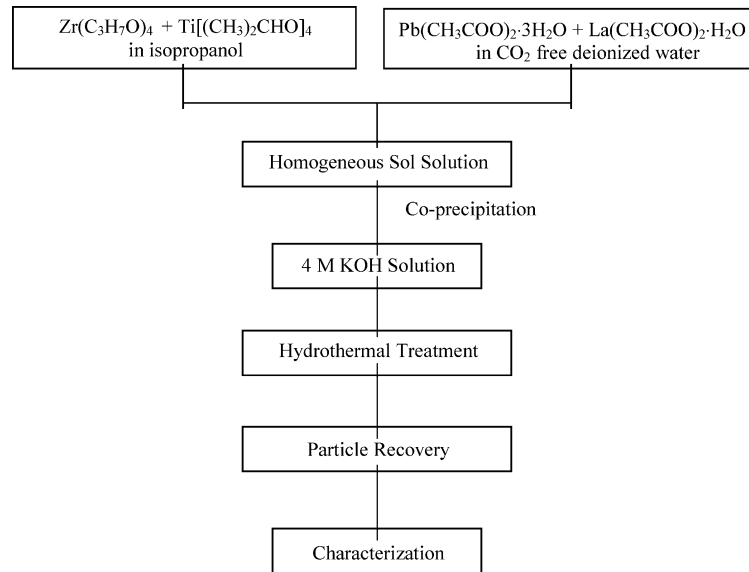 Zr(C₃H₇O)₄ + Ti[(CH₃)₂CHO]₄
in isopropanol
Pb(CH₃COO)₂·3H₂O + La(CH₃COO)₂·H₂O
in CO₂ free deionized water
Homogeneous Sol Solution
Co-precipitation
4 M KOH Solution
Hydrothermal Treatment
Particle Recovery
Characterization